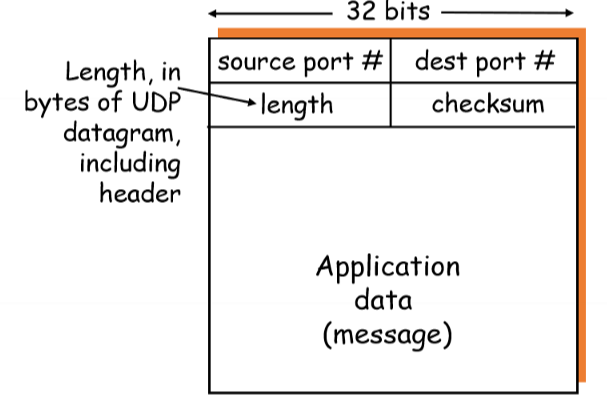 32 bits
source port #
dest port #
Length, in
bytes of UDP
datagram,
including
header
length
checksum
Application
data
(message)